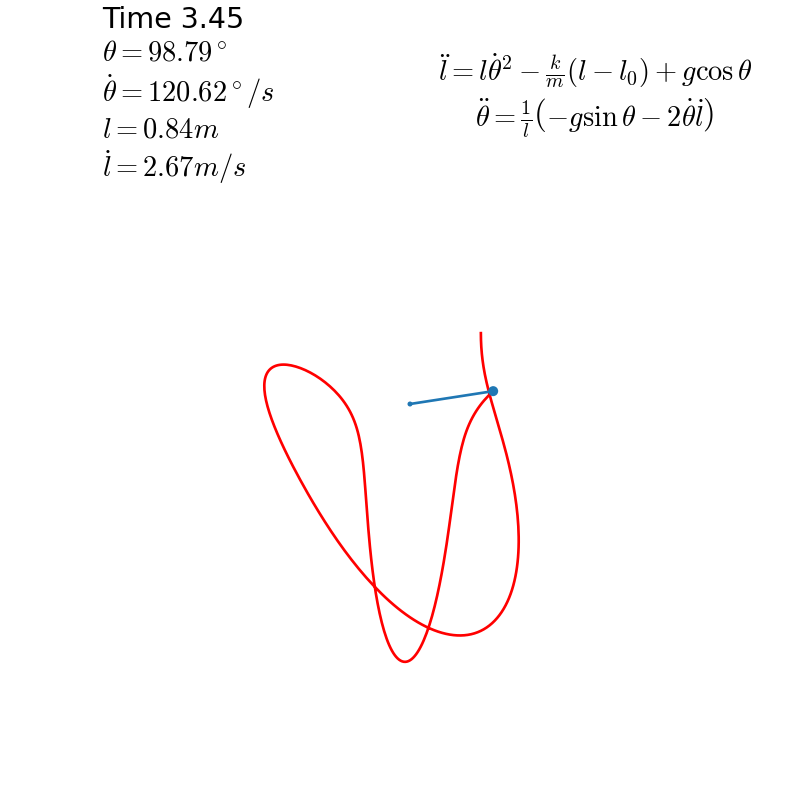 Time 3.45
θ = 98.79°
θ̇ = 120.62°/s
l = 0.84m
l̇ = 2.67m/s
l̈ = lθ̇² − k/m(l − l₀) + g cos θ
θ̈ = 1/l(−g sin θ − 2θ̇l̇)